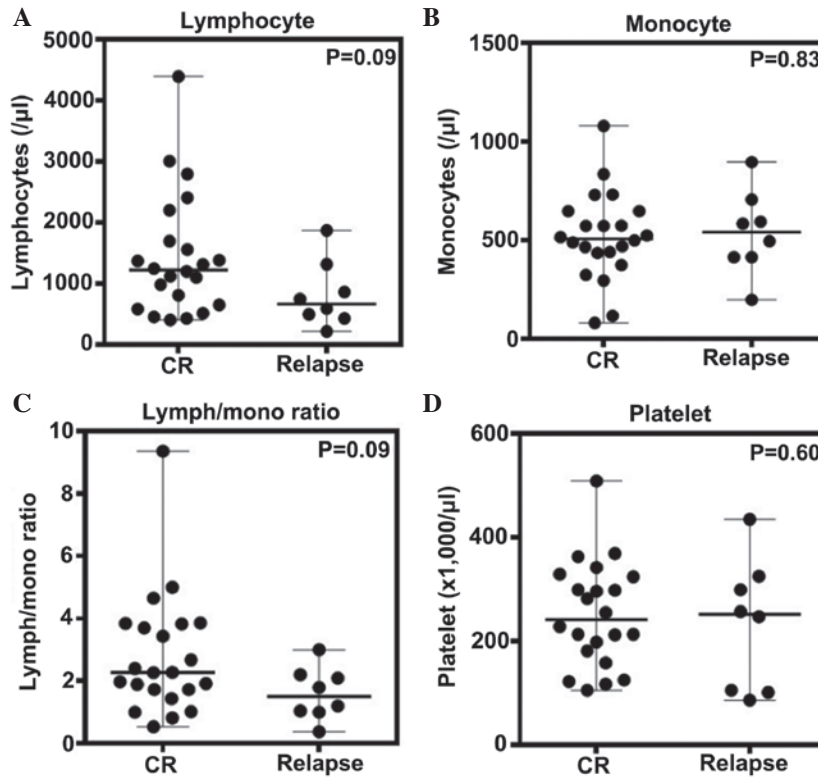 A
Lymphocyte
P=0.09
Lymphocytes (/µl)
5000
4000
3000
2000
1000
0
CR
Relapse
B
Monocyte
P=0.83
Monocytes (/µl)
1500
1000
500
0
CR
Relapse
C
Lymph/mono ratio
P=0.09
Lymph/mono ratio
10
8
6
4
2
0
CR
Relapse
D
Platelet
P=0.60
Platelet (x1,000/µl)
600
400
200
0
CR
Relapse